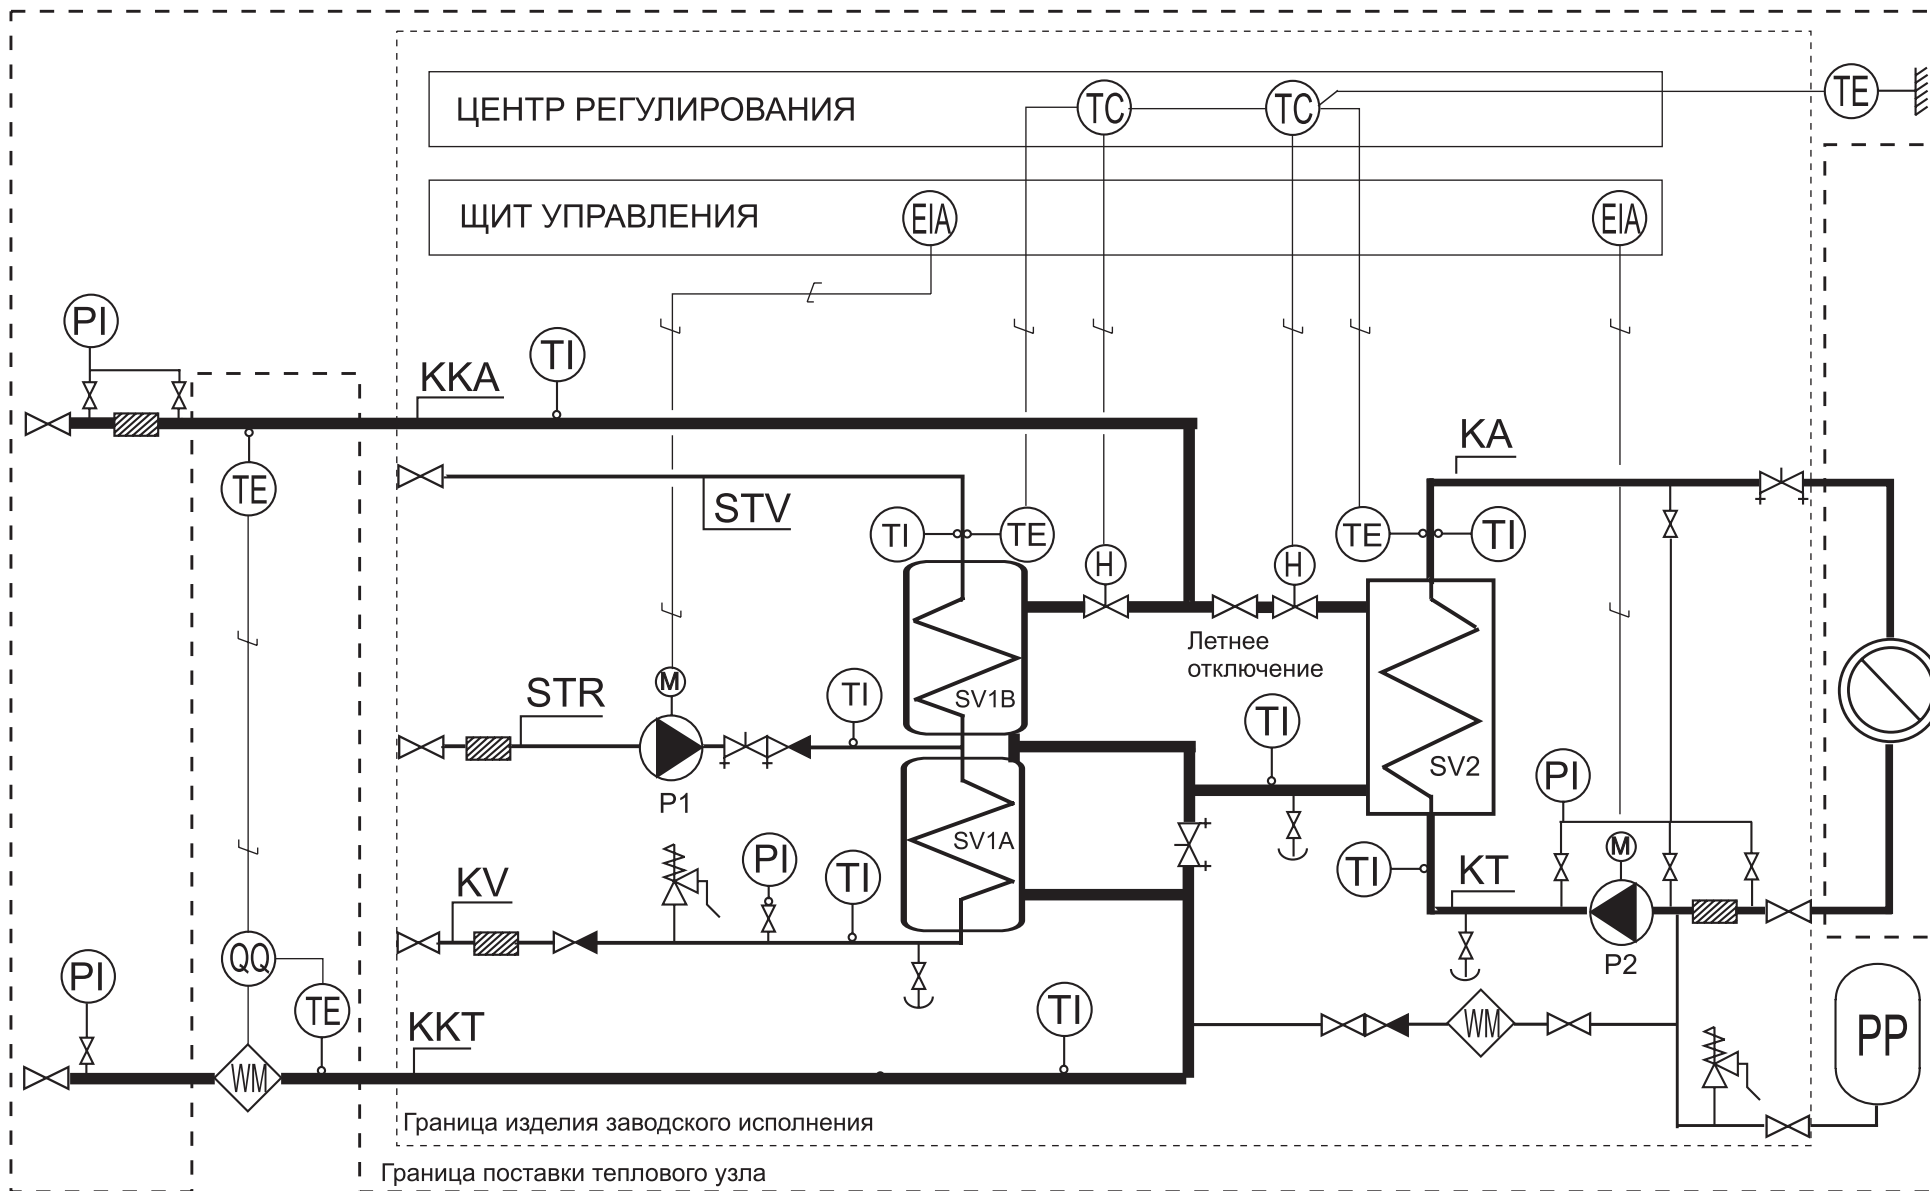 ЦЕНТР РЕГУЛИРОВАНИЯ
TC
TC
TE
ЩИТ УПРАВЛЕНИЯ
EIA
EIA
PI
TI
KKA
KA
TE
STV
TI
TE
TE
TI
H
H
Летнее
отключение
SV1B
STR
M
TI
TI
SV2
PI
P1
SV1A
KV
PI
TI
TI
KT
M
P2
QQ
PI
TE
KKT
TI
WM
PP
WM
Граница изделия заводского исполнения
Граница поставки теплового узла